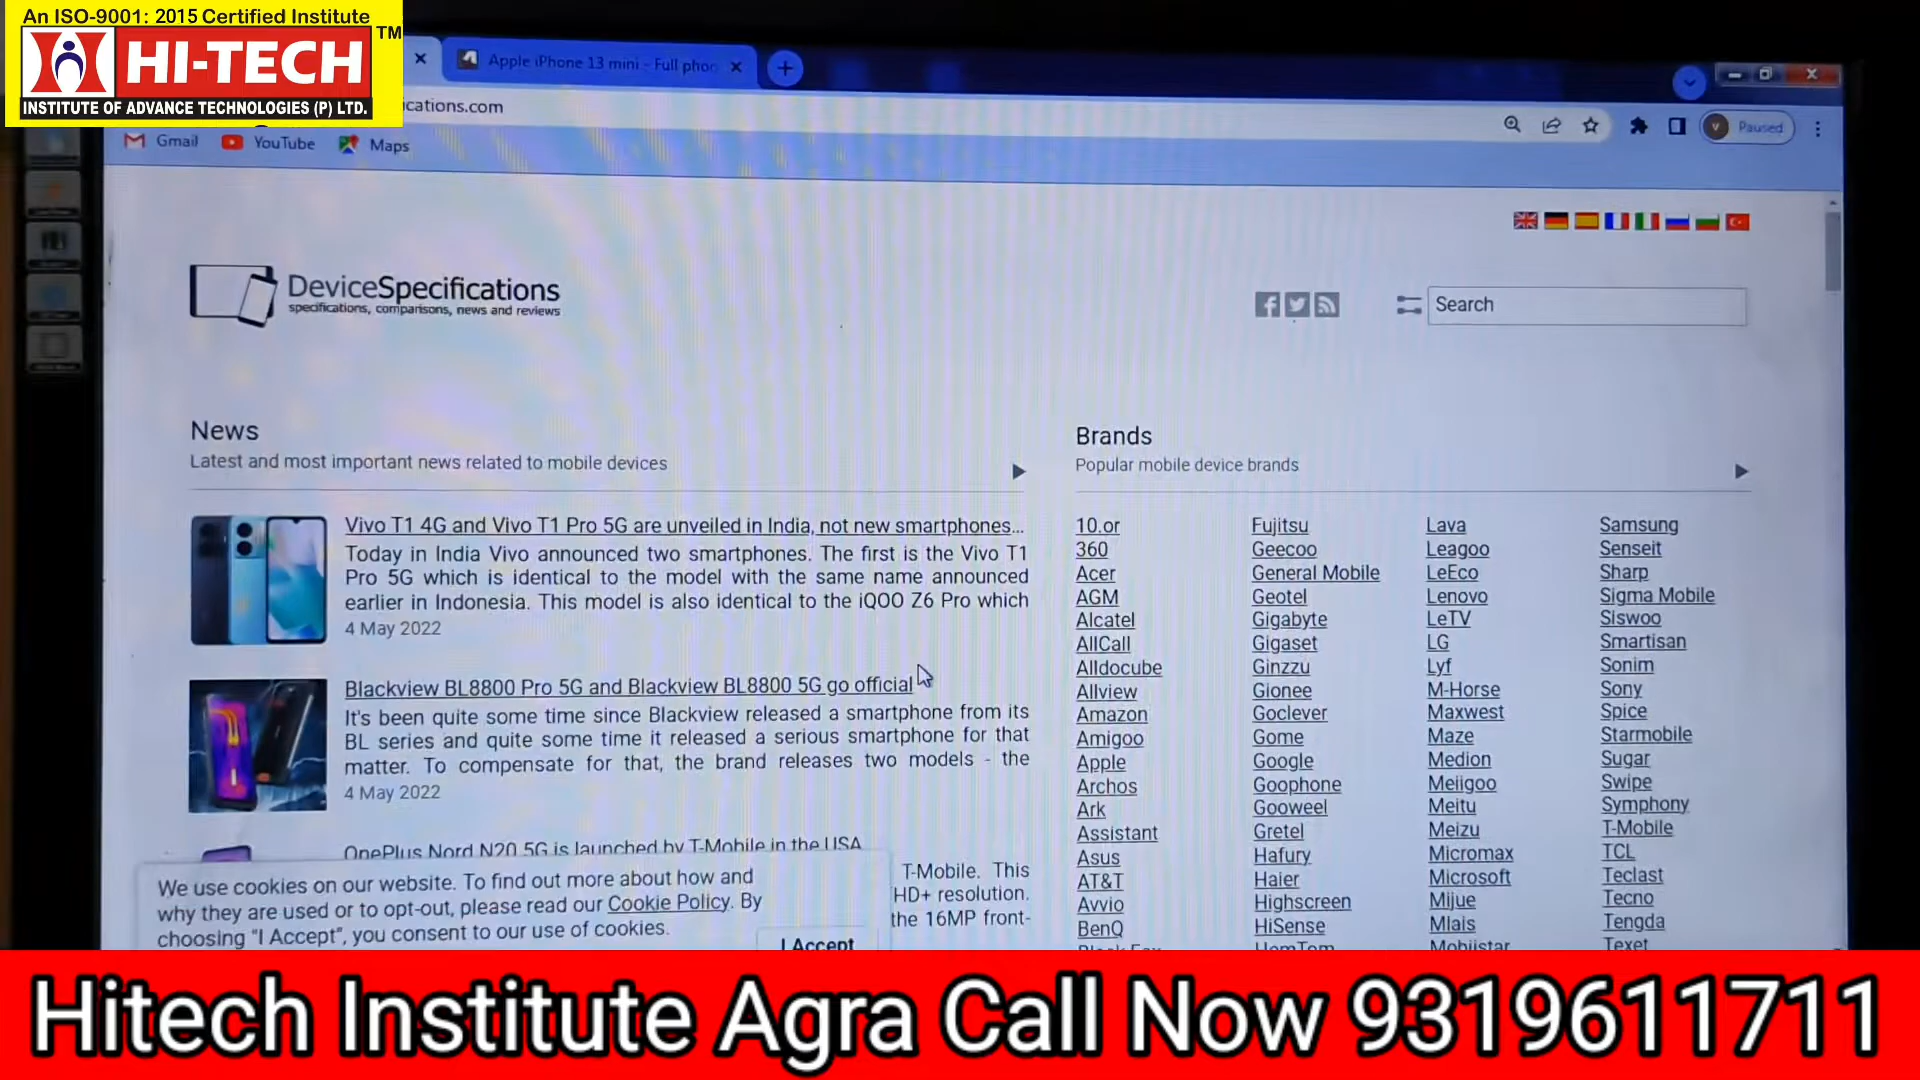 An ISO-9001: 2015 Certified Institute
HI-TECH TM
INSTITUTE OF ADVANCE TECHNOLOGIES (P) LTD.
Apple iPhone 13 mini - Full phon
ications.com
Paused
Gmail YouTube Maps
DeviceSpecifications
specifications, comparisons, news and reviews
Search
News
Latest and most important news related to mobile devices
Vivo T1 4G and Vivo T1 Pro 5G are unveiled in India, not new smartphones...
Today in India Vivo announced two smartphones. The first is the Vivo T1
Pro 5G which is identical to the model with the same name announced
earlier in Indonesia. This model is also identical to the iQOO Z6 Pro which
4 May 2022
Blackview BL8800 Pro 5G and Blackview BL8800 5G go official
It's been quite some time since Blackview released a smartphone from its
BL series and quite some time it released a serious smartphone for that
matter. To compensate for that, the brand releases two models - the
4 May 2022
OnePlus Nord N20 5G is launched by T-Mobile in the USA
T-Mobile. This
HD+ resolution.
the 16MP front-
We use cookies on our website. To find out more about how and
why they are used or to opt-out, please read our Cookie Policy. By
choosing "I Accept", you consent to our use of cookies.
I Accept
Brands
Popular mobile device brands
10.or
360
Acer
AGM
Alcatel
AllCall
Alldocube
Allview
Amazon
Amigoo
Apple
Archos
Ark
Assistant
Asus
AT&T
Avvio
BenQ
Black Fox
Fujitsu
Geecoo
General Mobile
Geotel
Gigabyte
Gigaset
Ginzzu
Gionee
Goclever
Gome
Google
Goophone
Gooweel
Gretel
Hafury
Haier
Highscreen
HiSense
HomTom
Lava
Leagoo
LeEco
Lenovo
LeTV
LG
Lyf
M-Horse
Maxwest
Maze
Medion
Meiigoo
Meitu
Meizu
Micromax
Microsoft
Mijue
Mlais
Mobiistar
Samsung
Senseit
Sharp
Sigma Mobile
Siswoo
Smartisan
Sonim
Sony
Spice
Starmobile
Sugar
Swipe
Symphony
T-Mobile
TCL
Teclast
Tecno
Tengda
Texet
Hitech Institute Agra Call Now 9319611711